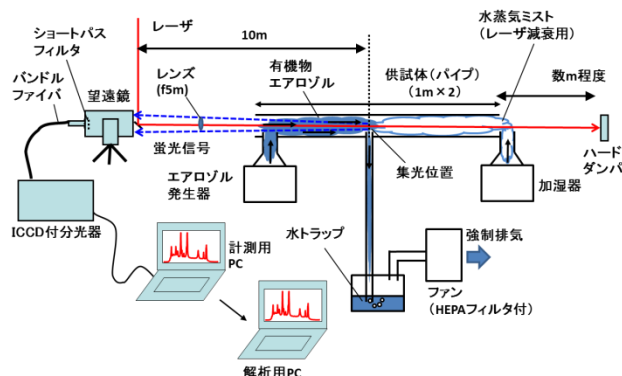 レーザ
10m
水蒸気ミスト
(レーザ減衰用)
ショートパス
フィルタ
バンドル
ファイバ
望遠鏡
レンズ
(f5m)
有機物
エアロゾル
供試体(パイプ)
(1m×2)
数m程度
蛍光信号
エアロゾル
発生器
集光位置
加湿器
ハード
ダンパ
ICCD付分光器
計測用
PC
水トラップ
強制排気
ファン
(HEPAフィルタ付)
解析用PC